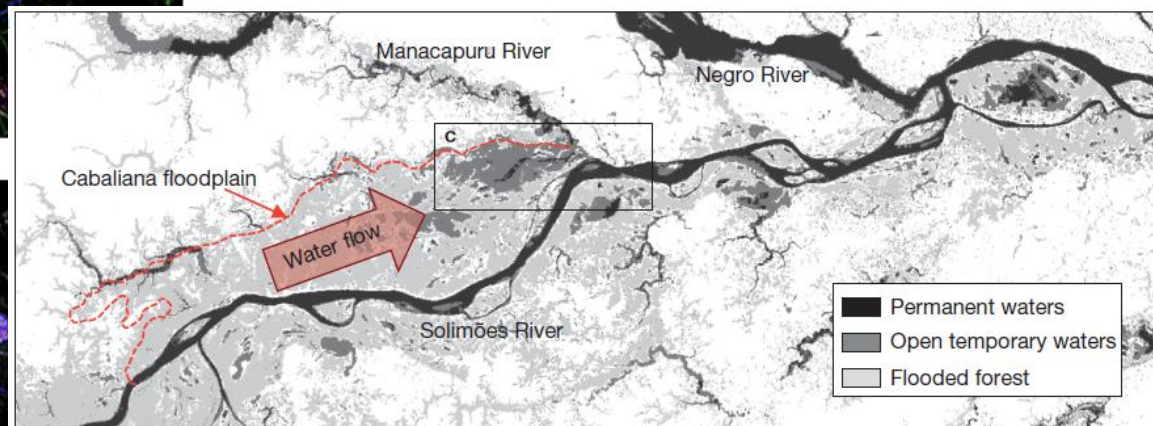 Manacapuru River
Negro River
C
Cabaliana floodplain
Water flow
Solimões River
Permanent waters
Open temporary waters
Flooded forest